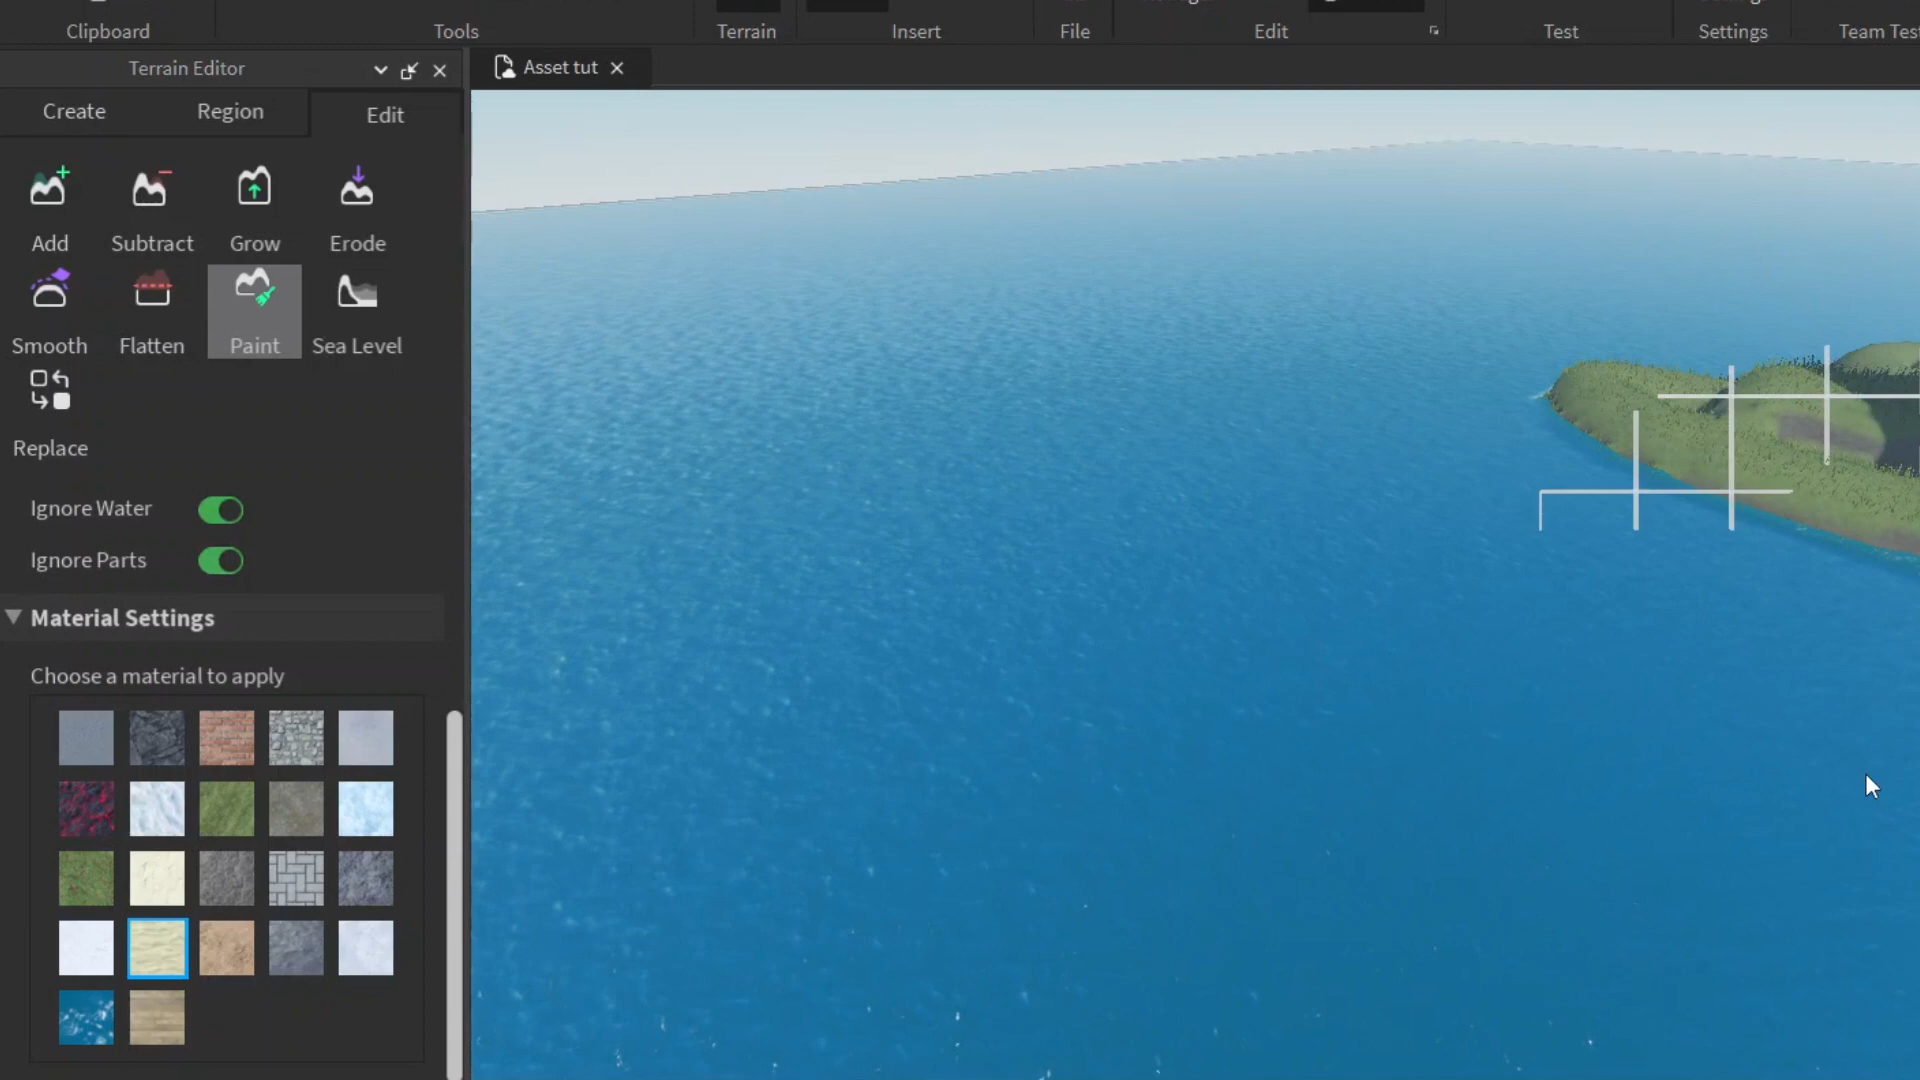 Clipboard
Tools
Terrain
Insert
File
Edit
Test
Settings
Team Test
Terrain Editor
Asset tut
Create
Region
Edit
Add
Subtract
Grow
Erode
Smooth
Flatten
Paint
Sea Level
Replace
Ignore Water
Ignore Parts
Material Settings
Choose a material to apply